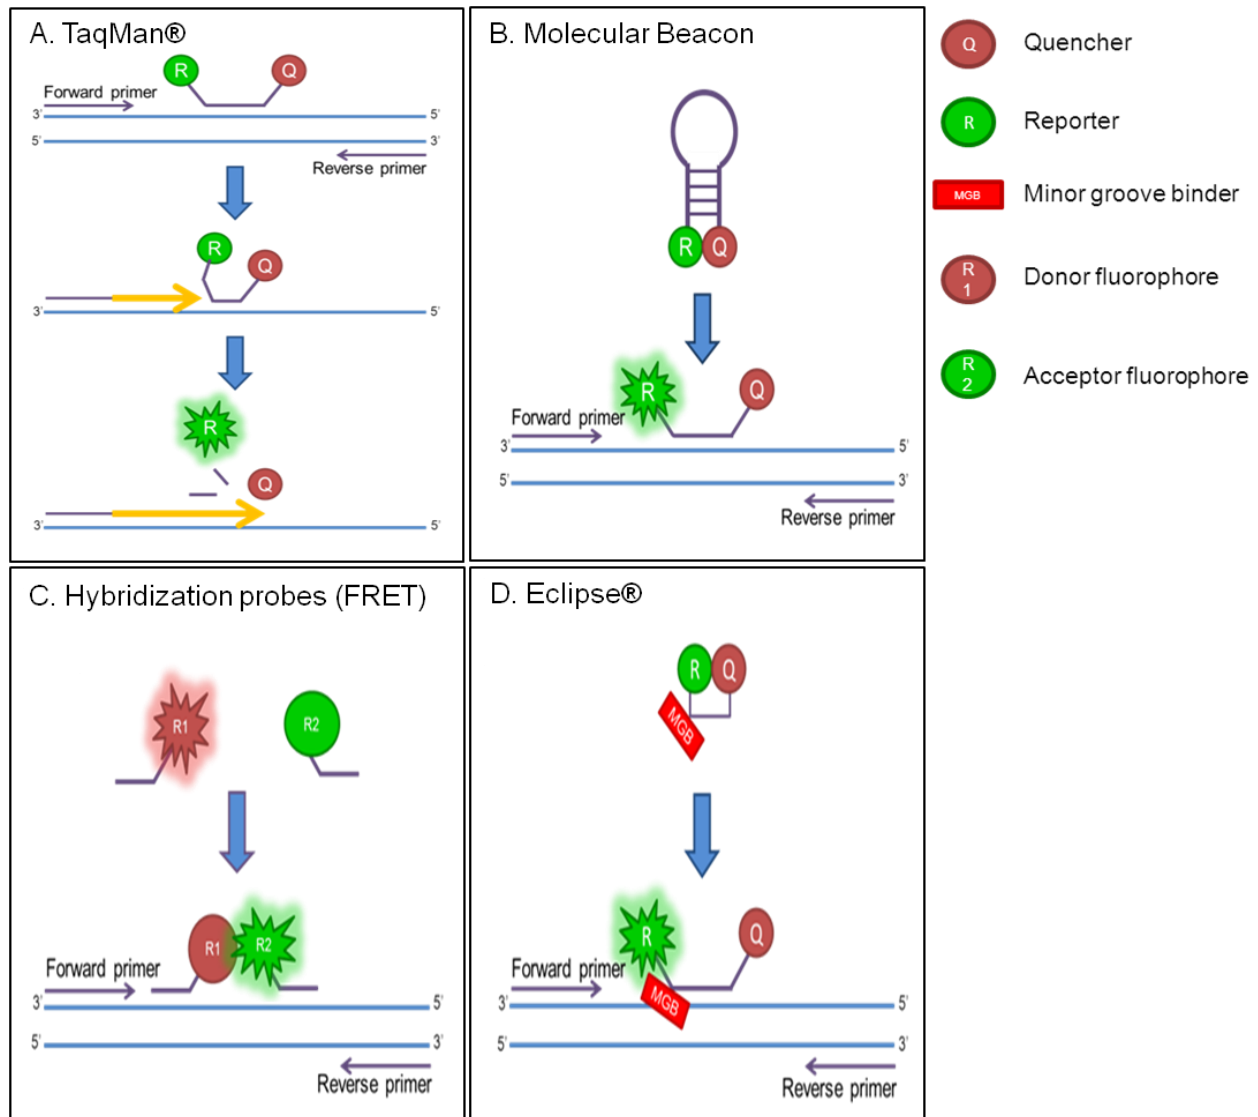 A. TaqMan®
R
Q
Forward primer
3'
5'
5'
3'
Reverse primer
R
Q
3'
5'
R
Q
3'
5'
B. Molecular Beacon
R Q
R
Q
Forward primer
3'
5'
5'
3'
Reverse primer
Q
Quencher
R
Reporter
MGB
Minor groove binder
R
1
Donor fluorophore
R
2
Acceptor fluorophore
C. Hybridization probes (FRET)
R1
R2
R1
R2
Forward primer
3'
5'
5'
3'
Reverse primer
D. Eclipse®
R Q
MGB
R
Q
Forward primer
MGB
3'
5'
5'
3'
Reverse primer